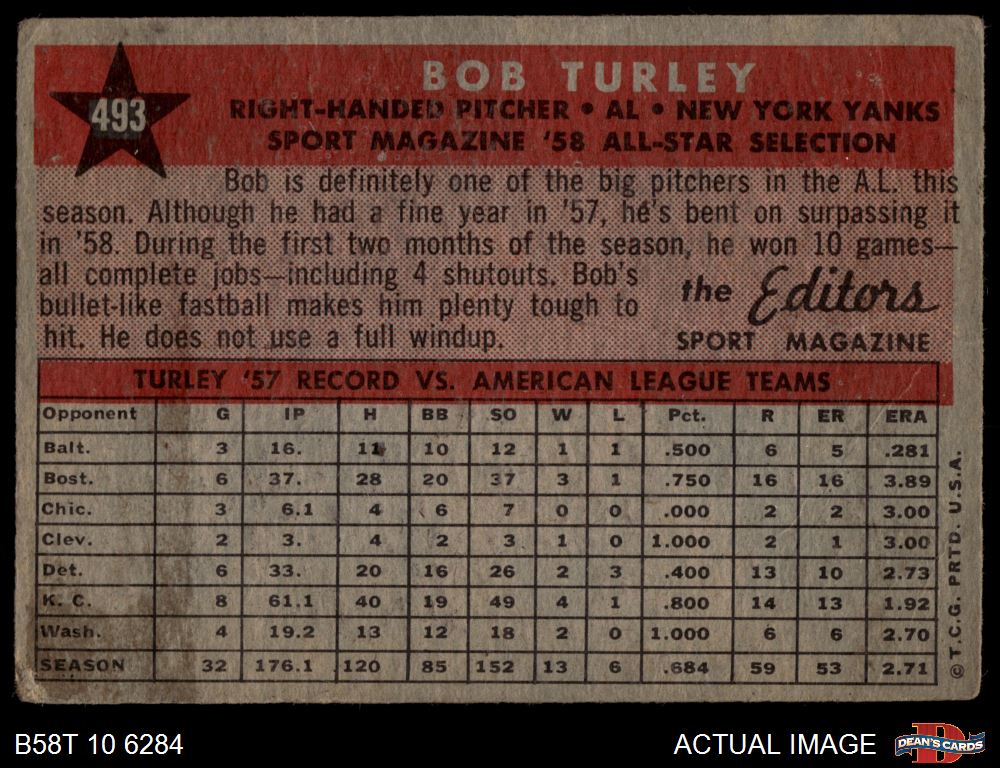 493
BOB TURLEY
RIGHT-HANDED PITCHER • AL • NEW YORK YANKS
SPORT MAGAZINE '58 ALL-STAR SELECTION
Bob is definitely one of the big pitchers in the A.L. this
season. Although he had a fine year in '57, he's bent on surpassing it
in '58. During the first two months of the season, he won 10 games—
all complete jobs—including 4 shutouts. Bob's
bullet-like fastball makes him plenty tough to
hit. He does not use a full windup.
the Editors
SPORT MAGAZINE
TURLEY '57 RECORD VS. AMERICAN LEAGUE TEAMS
Opponent G IP H BB SO W L Pct. R ER ERA
Balt. 3 16. 11 10 12 1 1 .500 6 5 .281
Bost. 6 37. 28 20 37 3 1 .750 16 16 3.89
Chic. 3 6.1 4 6 7 0 0 .000 2 2 3.00
Clev. 2 3. 4 2 3 1 0 1.000 2 1 3.00
Det. 6 33. 20 16 26 2 3 .400 13 10 2.73
K. C. 8 61.1 40 19 49 4 1 .800 14 13 1.92
Wash. 4 19.2 13 12 18 2 0 1.000 6 6 2.70
SEASON 32 176.1 120 85 152 13 6 .684 59 53 2.71
© T.C.G. PRTD. U.S.A.
B58T 10 6284
ACTUAL IMAGE
DEAN'S CARDS